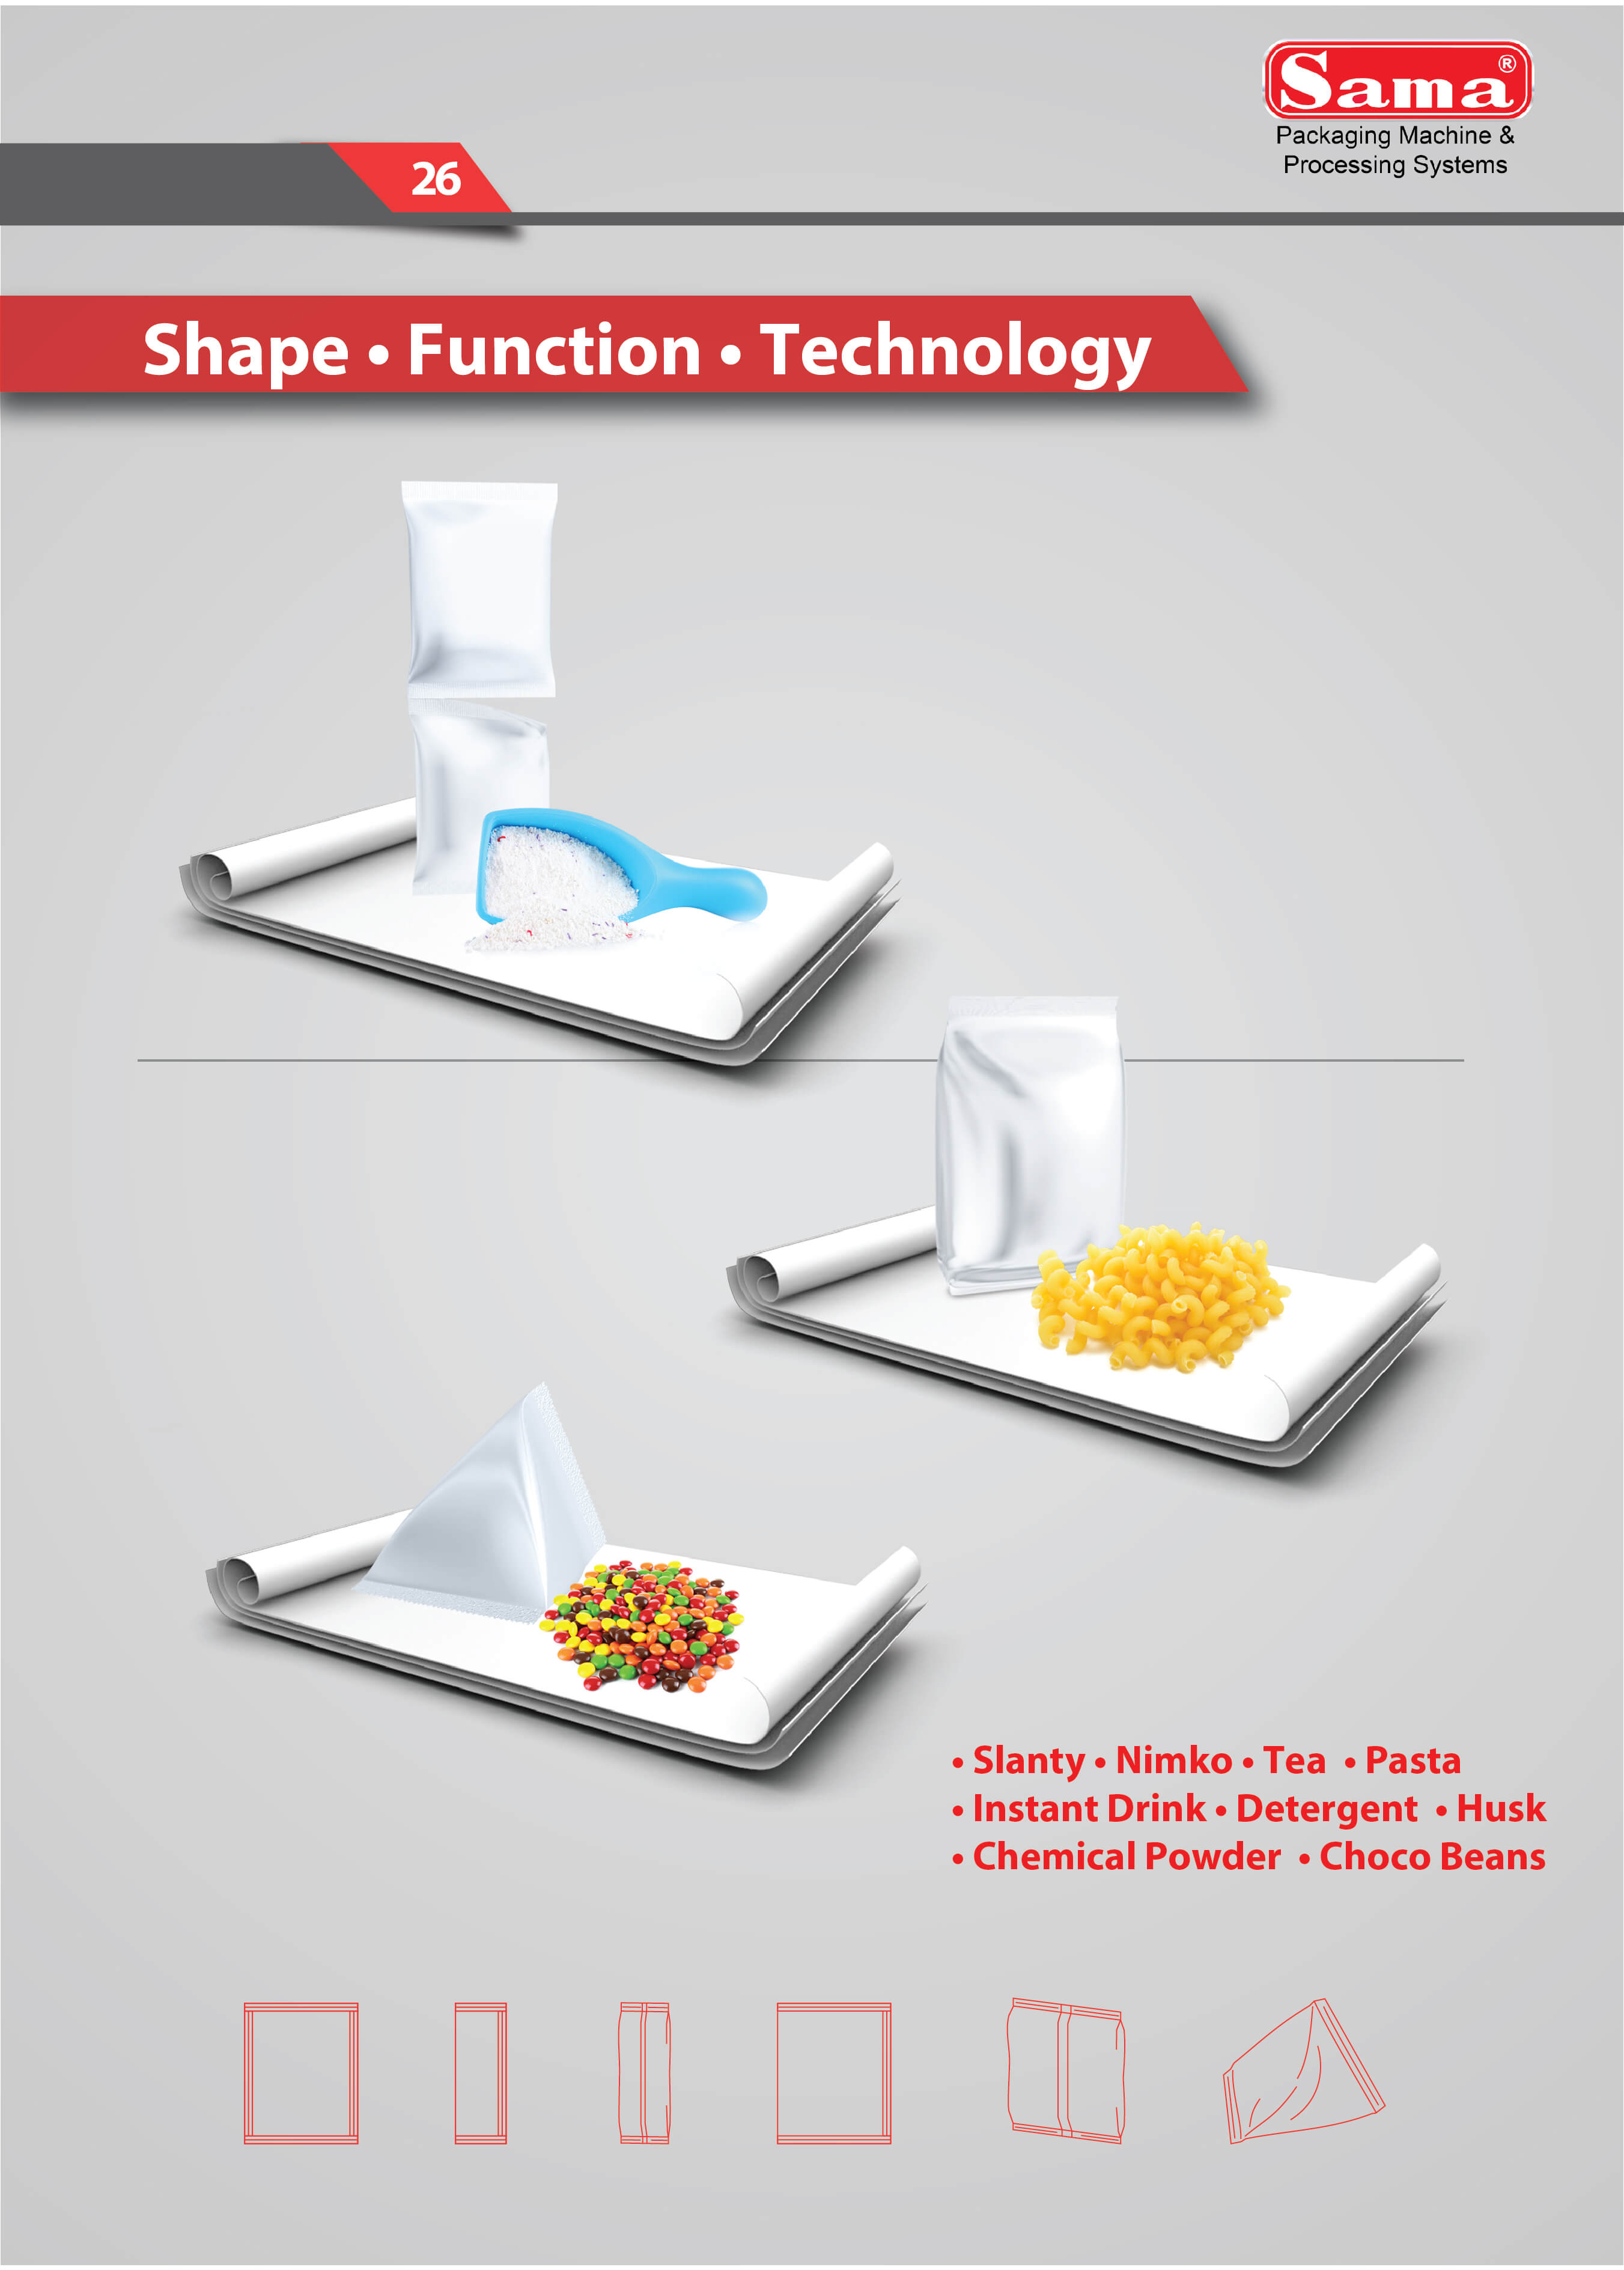 Sama®
Packaging Machine &
Processing Systems
26
Shape • Function • Technology
• Slanty • Nimko • Tea • Pasta
• Instant Drink • Detergent • Husk
• Chemical Powder • Choco Beans